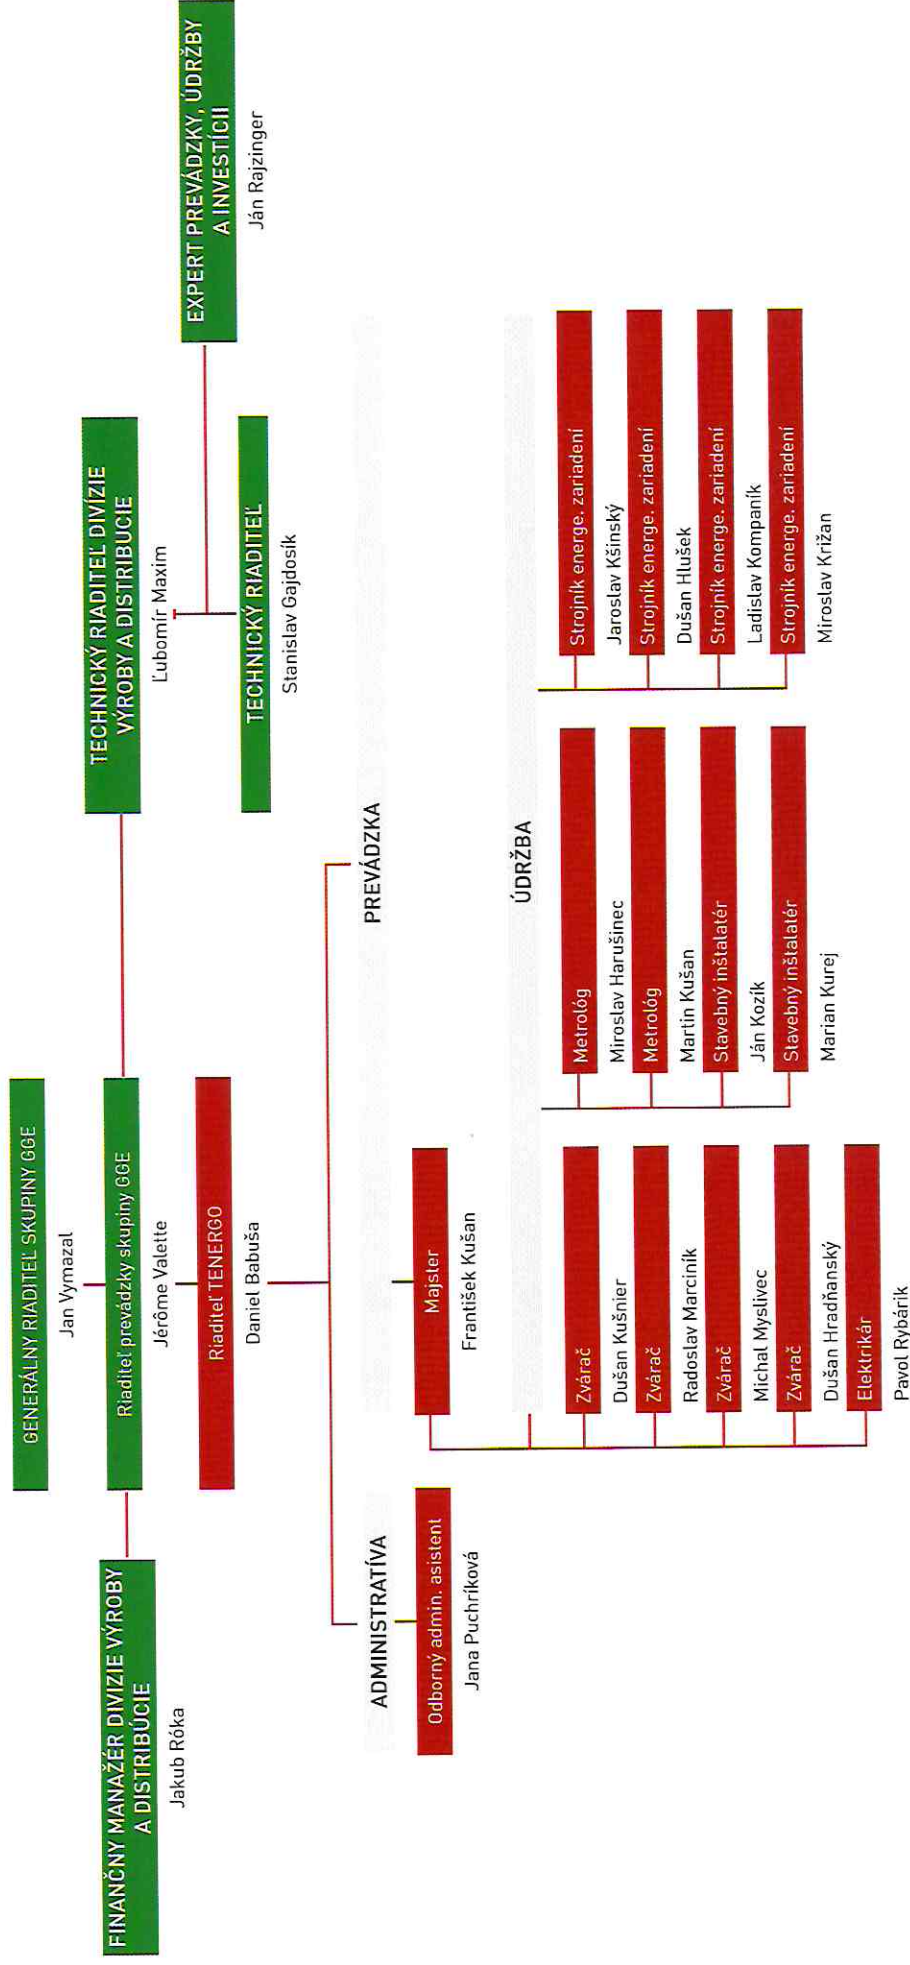 GENERÁLNY RIADITEĽ SKUPINY GGE
Jan Vymazal
FINANČNÝ MANAŽÉR DIVÍZIE VÝROBY
A DISTRIBÚCIE
Jakub Róka
Riaditeľ prevádzky skupiny GGE
Jérôme Valette
TECHNICKÝ RIADITEĽ DIVÍZIE
VÝROBY A DISTRIBÚCIE
Ľubomír Maxim
EXPERT PREVÁDZKY, ÚDRŽBY
A INVESTÍCIÍ
Ján Rajzinger
Riaditeľ TENERGO
Daniel Babuša
TECHNICKÝ RIADITEĽ
Stanislav Gajdosík
ADMINISTRATÍVA
PREVÁDZKA
Odborný admin. asistent
Jana Puchríková
Majster
František Kušan
ÚDRŽBA
Zvárač
Dušan Kušnier
Zvárač
Radoslav Marciník
Zvárač
Michal Myslivec
Zvárač
Dušan Hradňanský
Elektrikár
Pavol Rybárik
Metrológ
Miroslav Harušinec
Metrológ
Martin Kušan
Stavebný inštalatér
Ján Kozík
Stavebný inštalatér
Marian Kurej
Strojník energe. zariadení
Jaroslav Kšinský
Strojník energe. zariadení
Dušan Hlušek
Strojník energe. zariadení
Ladislav Kompaník
Strojník energe. zariadení
Miroslav Križan